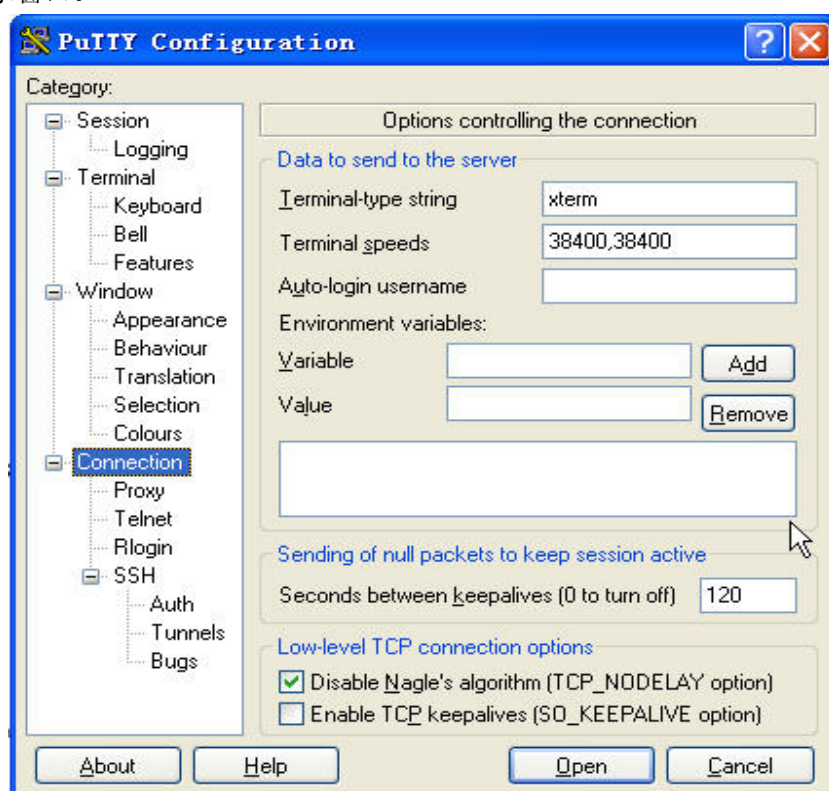 PuTTY Configuration
Category:
Session
Logging
Terminal
Keyboard
Bell
Features
Window
Appearance
Behaviour
Translation
Selection
Colours
Connection
Proxy
Telnet
Rlogin
SSH
Auth
Tunnels
Bugs
Options controlling the connection
Data to send to the server
Terminal-type string xterm
Terminal speeds 38400,38400
Auto-login username
Environment variables:
Variable Add
Value Remove
Sending of null packets to keep session active
Seconds between keepalives (0 to turn off) 120
Low-level TCP connection options
Disable Nagle's algorithm (TCP_NODELAY option)
Enable TCP keepalives (SO_KEEPALIVE option)
About Help Open Cancel